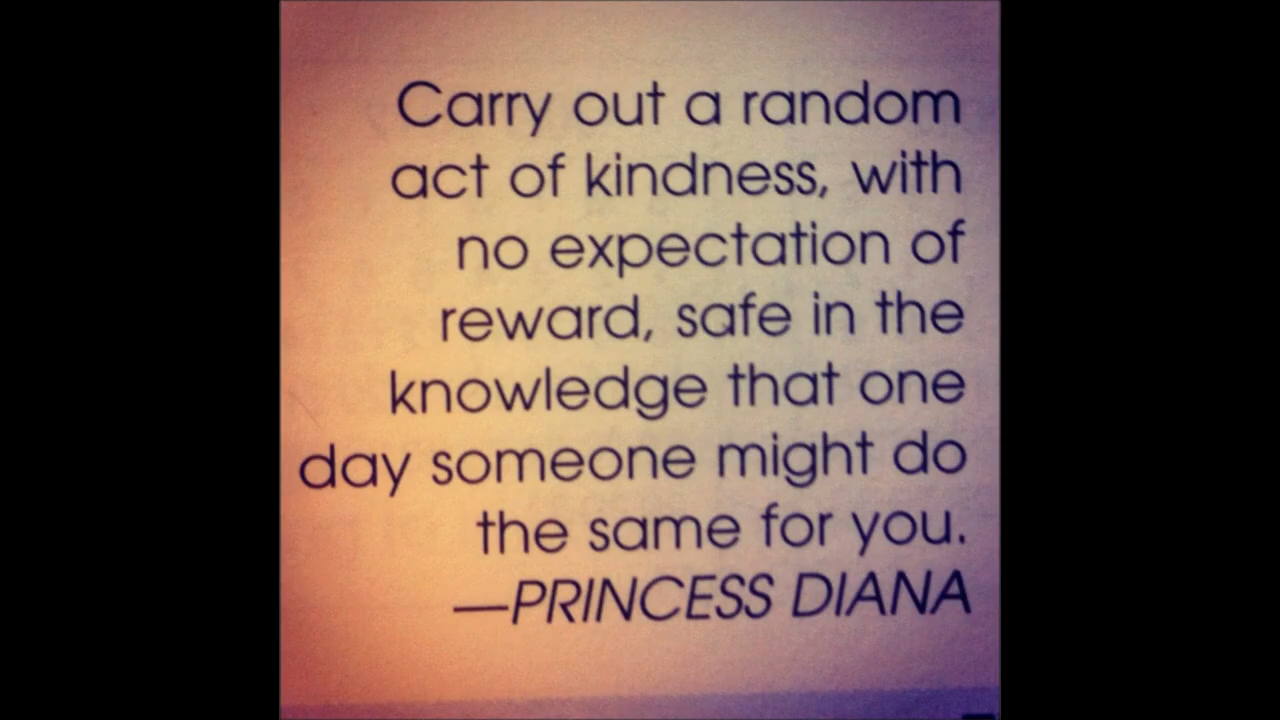 Carry out a random
act of kindness, with
no expectation of
reward, safe in the
knowledge that one
day someone might do
the same for you.
—PRINCESS DIANA